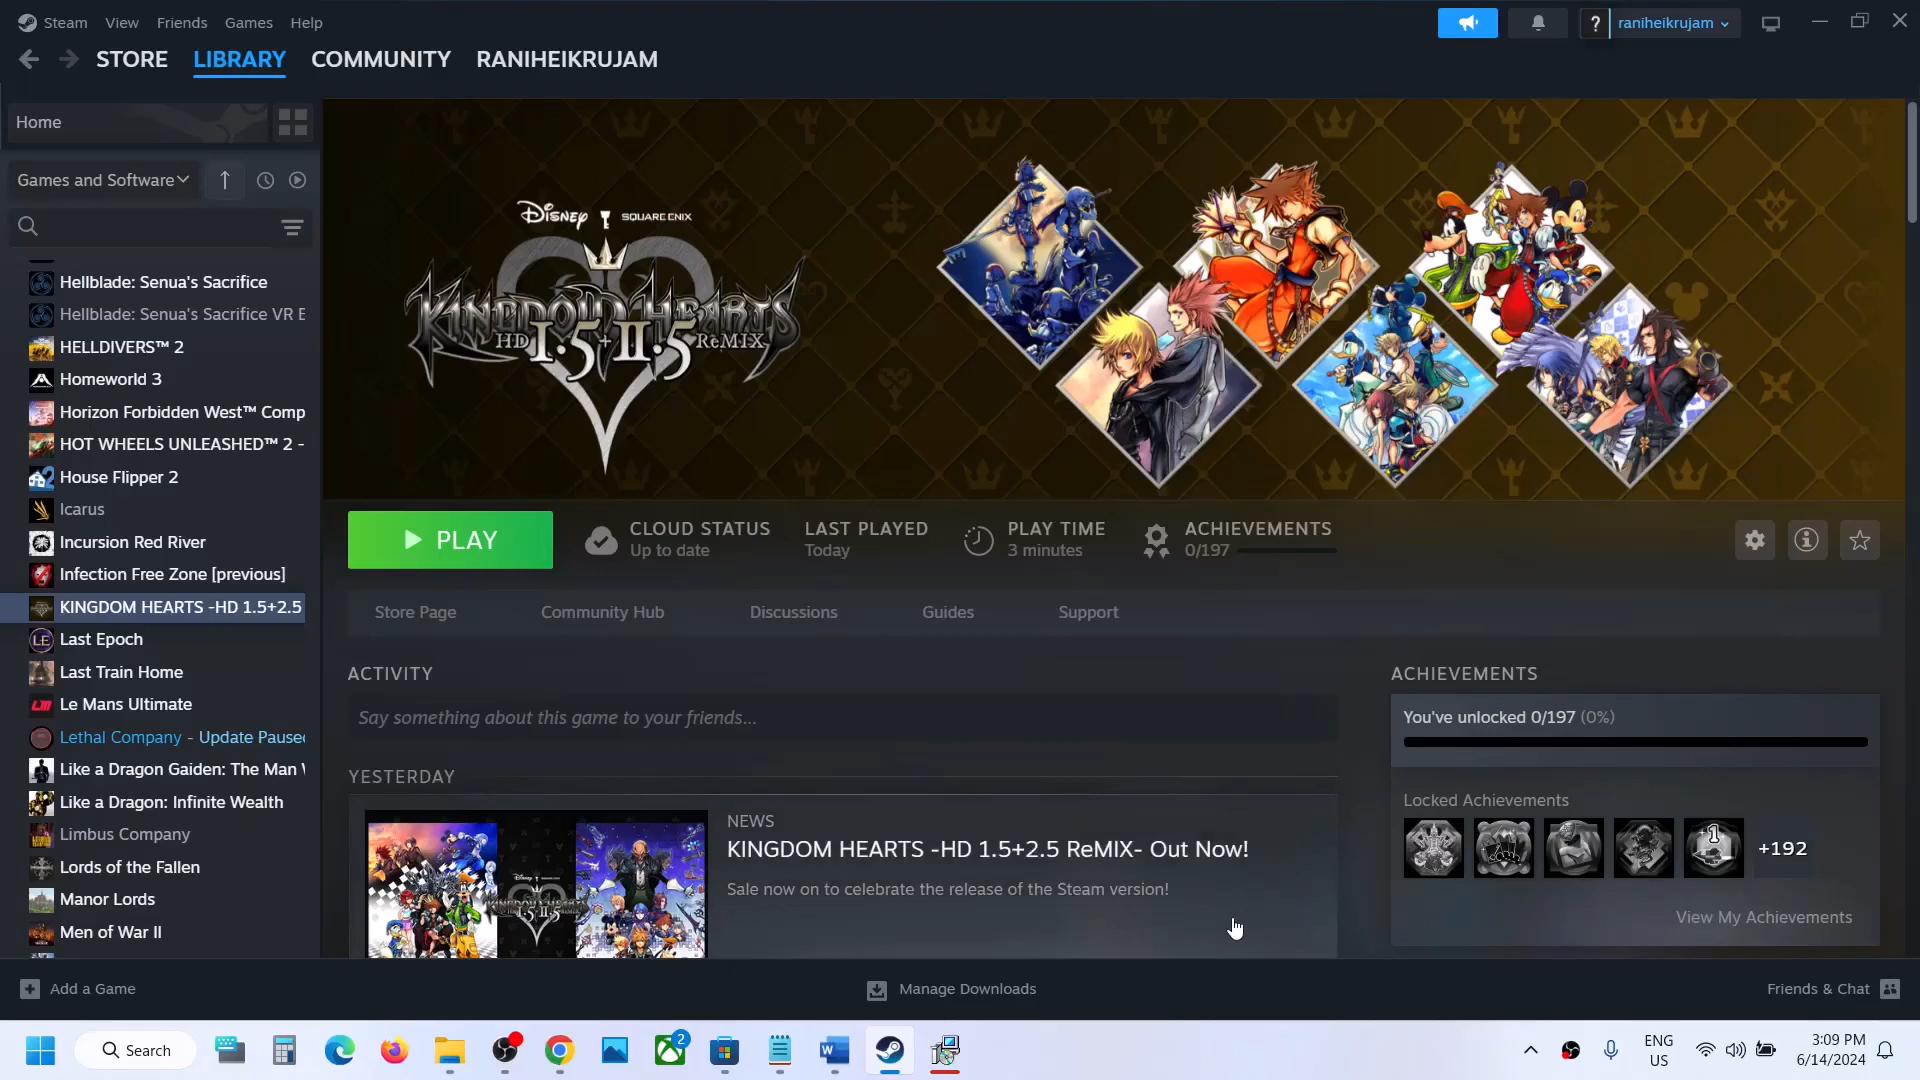 Steam View Friends Games Help
? raniheikrujam
STORE LIBRARY COMMUNITY RANIHEIKRUJAM
Home
Games and Software
Hellblade: Senua's Sacrifice
Hellblade: Senua's Sacrifice VR E
HELLDIVERS™ 2
Homeworld 3
Horizon Forbidden West™ Comp
HOT WHEELS UNLEASHED™ 2 -
House Flipper 2
Icarus
Incursion Red River
Infection Free Zone [previous]
KINGDOM HEARTS -HD 1.5+2.5
Last Epoch
Last Train Home
Le Mans Ultimate
Lethal Company - Update Paused
Like a Dragon Gaiden: The Man
Like a Dragon: Infinite Wealth
Limbus Company
Lords of the Fallen
Manor Lords
Men of War II
Disney SQUARE ENIX
KINGDOM HEARTS
HD I.5+II.5 ReMIX
PLAY
CLOUD STATUS
Up to date
LAST PLAYED
Today
PLAY TIME
3 minutes
ACHIEVEMENTS
0/197
Store Page Community Hub Discussions Guides Support
ACTIVITY
Say something about this game to your friends...
YESTERDAY
NEWS
KINGDOM HEARTS -HD 1.5+2.5 ReMIX- Out Now!
Sale now on to celebrate the release of the Steam version!
ACHIEVEMENTS
You've unlocked 0/197 (0%)
Locked Achievements
+1
+192
View My Achievements
Add a Game
Manage Downloads
Friends & Chat
Search
2
ENG
US
3:09 PM
6/14/2024